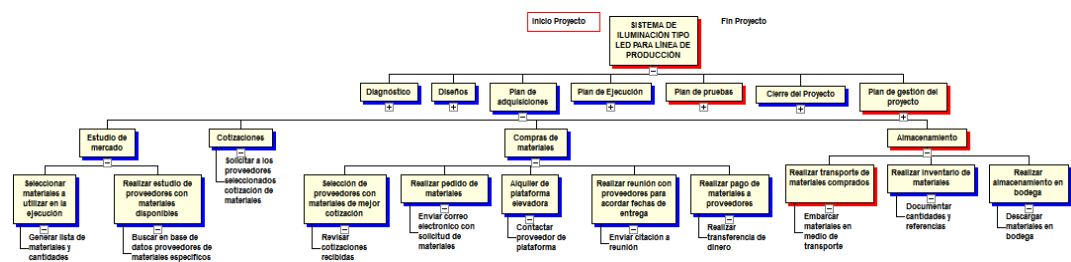 Inicio Proyecto
Fin Proyecto
SISTEMA DE
ILUMINACIÓN TIPO
LED PARA LÍNEA DE
PRODUCCIÓN
Diagnóstico
Diseños
Plan de
adquisiciones
Plan de Ejecución
Plan de pruebas
Cierre del Proyecto
Plan de gestión del
proyecto
Estudio de
mercado
Cotizaciones
Solicitar a los
proveedores
seleccionados
cotización de
materiales
Compras de
materiales
Almacenamiento
Seleccionar
materiales a
utilizar en la
ejecución
Generar lista de
materiales y
cantidades
Realizar estudio de
proveedores con
materiales
disponibles
Buscar en base de
datos proveedores de
materiales especificos
Selección de
proveedores con
materiales de mejor
cotización
Revisar
cotizaciones
recibidas
Realizar pedido de
materiales
Enviar correo
electronico con
solicitud de
materiales
Alquiler de
plataforma
elevadora
Contactar
proveedor de
plataforma
Realizar reunión con
proveedores para
acordar fechas de
entrega
Enviar citación a
reunión
Realizar pago de
materiales a
proveedores
Realizar
transferencia de
dinero
Realizar transporte de
materiales comprados
Embarcar
materiales en
medio de
transporte
Realizar inventario de
materiales
Documentar
cantidades y
referencias
Realizar
almacenamiento en
bodega
Descargar
materiales en
bodega